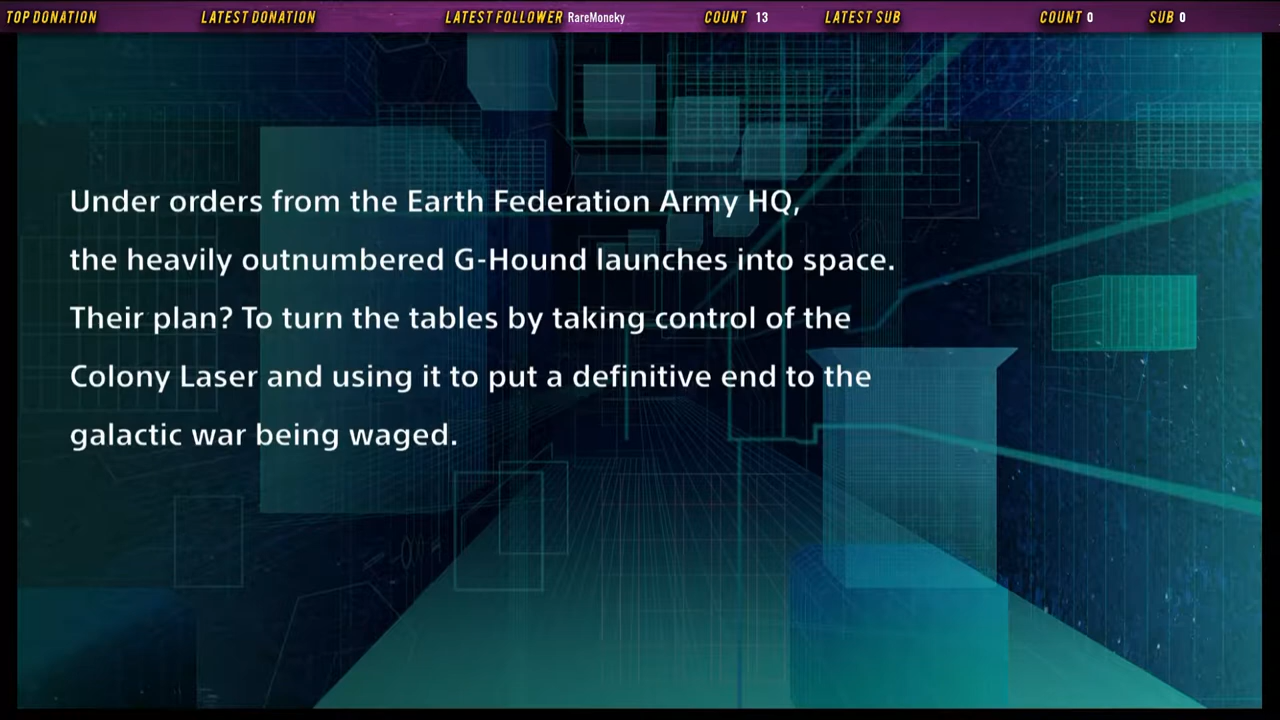 TOP DONATION LATEST DONATION LATEST FOLLOWER RareMoneky COUNT 13 LATEST SUB COUNT 0 SUB 0
Under orders from the Earth Federation Army HQ,
the heavily outnumbered G-Hound launches into space.
Their plan? To turn the tables by taking control of the
Colony Laser and using it to put a definitive end to the
galactic war being waged.